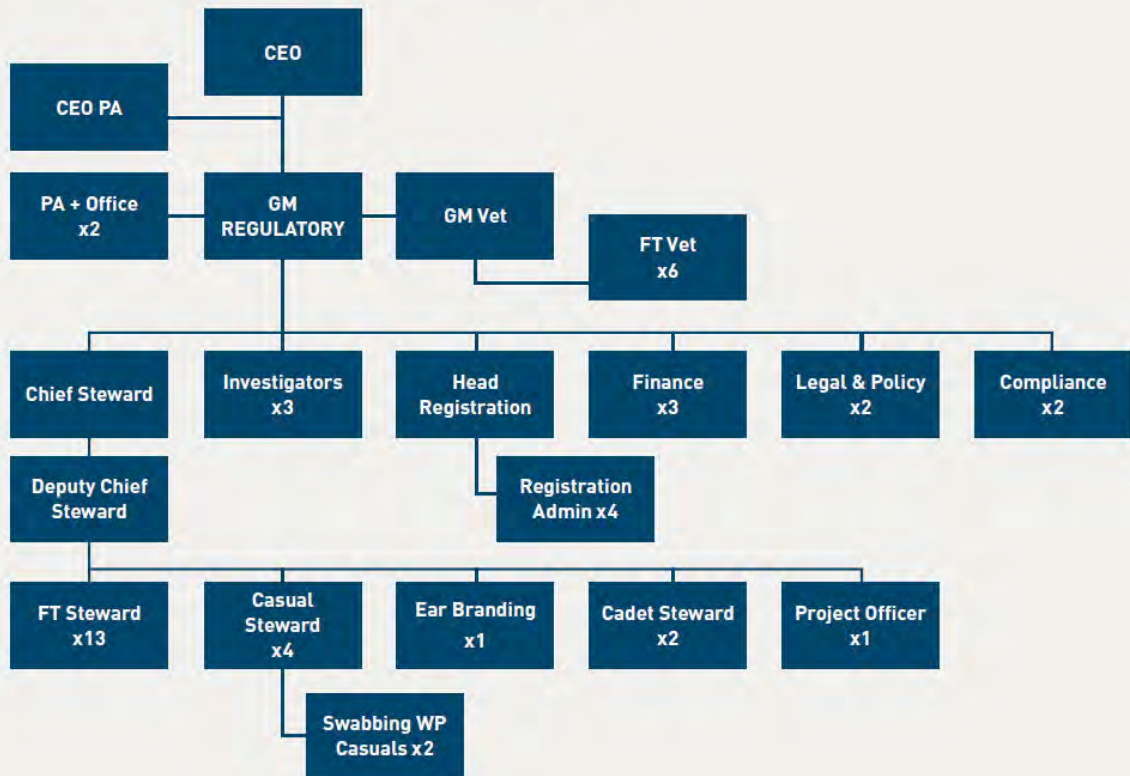 CEO
CEO PA
PA + Office
x2
GM
REGULATORY
GM Vet
FT Vet
x6
Chief Steward
Investigators
x3
Head
Registration
Finance
x3
Legal & Policy
x2
Compliance
x2
Deputy Chief
Steward
Registration
Admin x4
FT Steward
x13
Casual
Steward
x4
Ear Branding
x1
Cadet Steward
x2
Project Officer
x1
Swabbing WP
Casuals x2